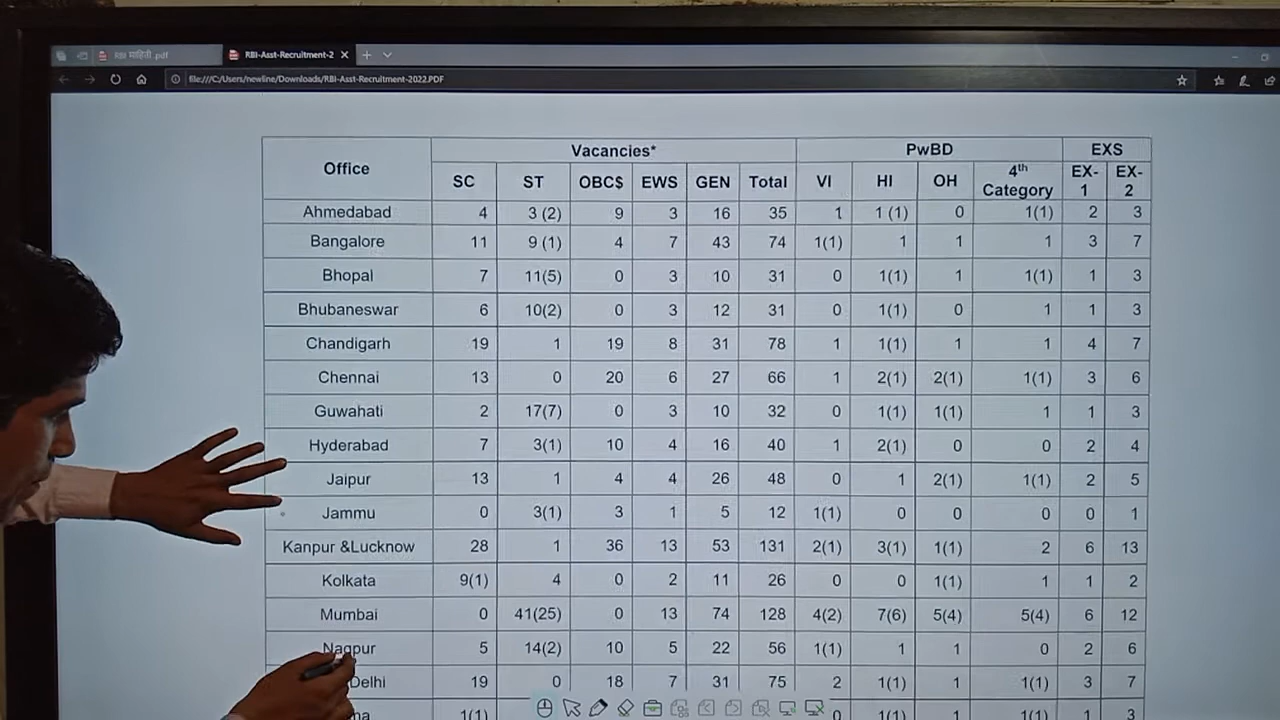 RBI माहिती .pdf
RBI-Asst-Recruitment-2
file:///C:/Users/newline/Downloads/RBI-Asst-Recruitment-2022.PDF
Office Vacancies* PwBD EXS
SC ST OBC$ EWS GEN Total VI HI OH 4th Category EX-1 EX-2
Ahmedabad 4 3 (2) 9 3 16 35 1 1 (1) 0 1(1) 2 3
Bangalore 11 9 (1) 4 7 43 74 1(1) 1 1 1 3 7
Bhopal 7 11(5) 0 3 10 31 0 1(1) 1 1(1) 1 3
Bhubaneswar 6 10(2) 0 3 12 31 0 1(1) 0 1 1 3
Chandigarh 19 1 19 8 31 78 1 1(1) 1 1 4 7
Chennai 13 0 20 6 27 66 1 2(1) 2(1) 1(1) 3 6
Guwahati 2 17(7) 0 3 10 32 0 1(1) 1(1) 1 1 3
Hyderabad 7 3(1) 10 4 16 40 1 2(1) 0 0 2 4
Jaipur 13 1 4 4 26 48 0 1 2(1) 1(1) 2 5
Jammu 0 3(1) 3 1 5 12 1(1) 0 0 0 0 1
Kanpur &Lucknow 28 1 36 13 53 131 2(1) 3(1) 1(1) 2 6 13
Kolkata 9(1) 4 0 2 11 26 0 0 1(1) 1 1 2
Mumbai 0 41(25) 0 13 74 128 4(2) 7(6) 5(4) 5(4) 6 12
Nagpur 5 14(2) 10 5 22 56 1(1) 1 1 0 2 6
Delhi 19 0 18 7 31 75 2 1(1) 1 1(1) 3 7
1(1) 0 1(1) 1 1(1) 1 3